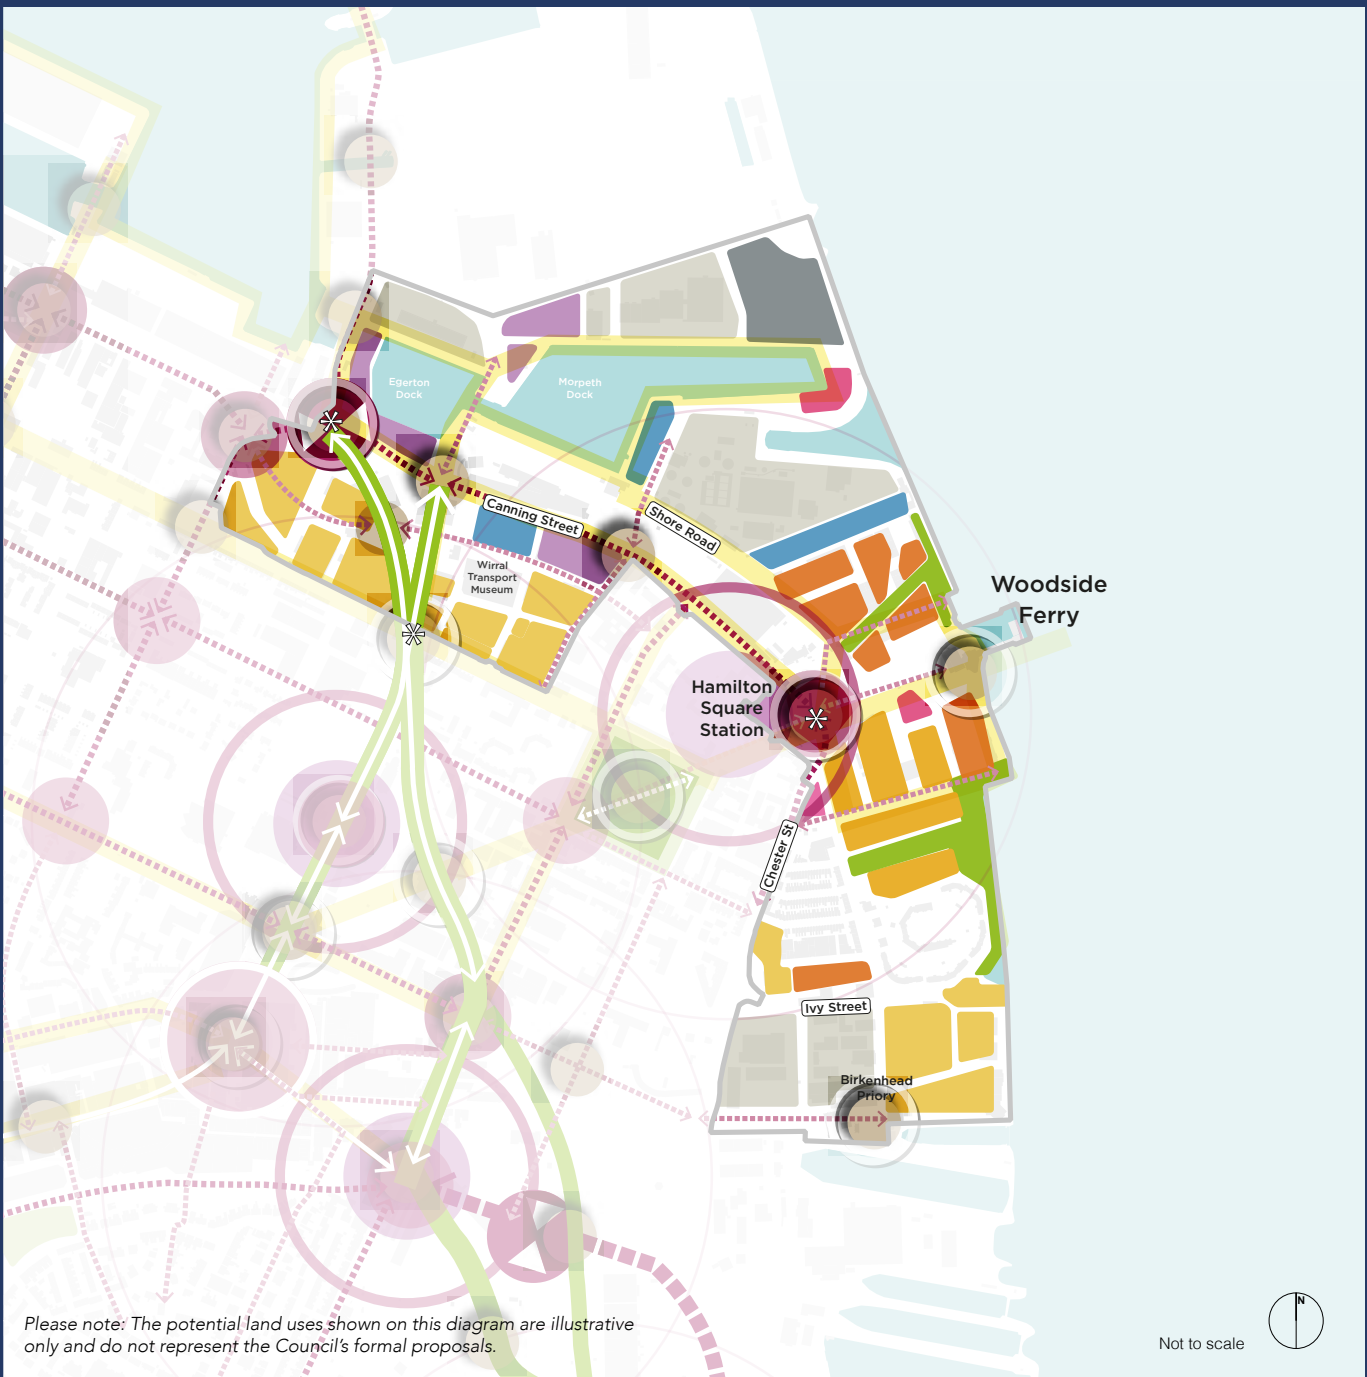 Egerton
Dock
Morpeth
Dock
Canning Street
Shore Road
Wirral
Transport
Museum
Woodside
Ferry
Hamilton
Square
Station
Chester St
Ivy Street
Birkenhead
Priory
Please note: The potential land uses shown on this diagram are illustrative
only and do not represent the Council's formal proposals.
Not to scale
N